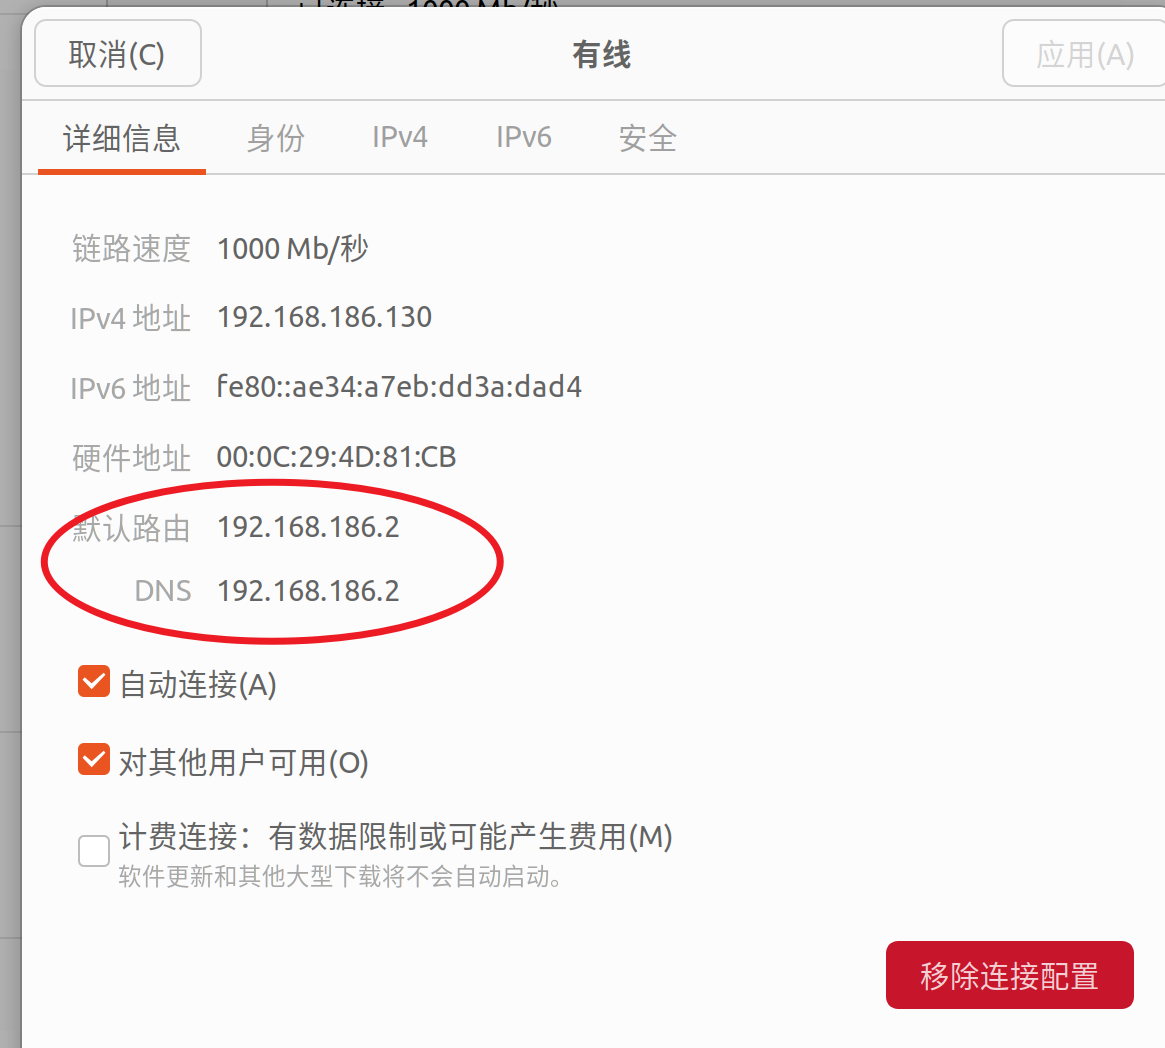 取消(C)
有线
应用(A)
详细信息
身份
IPv4
IPv6
安全
链路速度 1000 Mb/秒
IPv4 地址 192.168.186.130
IPv6 地址 fe80::ae34:a7eb:dd3a:dad4
硬件地址 00:0C:29:4D:81:CB
默认路由 192.168.186.2
DNS 192.168.186.2
自动连接(A)
对其他用户可用(O)
计费连接：有数据限制或可能产生费用(M)
软件更新和其他大型下载将不会自动启动。
移除连接配置